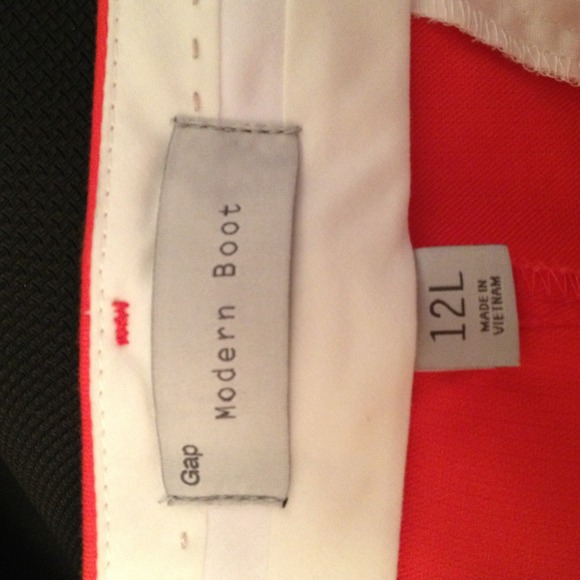 Gap
Modern Boot
12L
MADE IN
VIETNAM